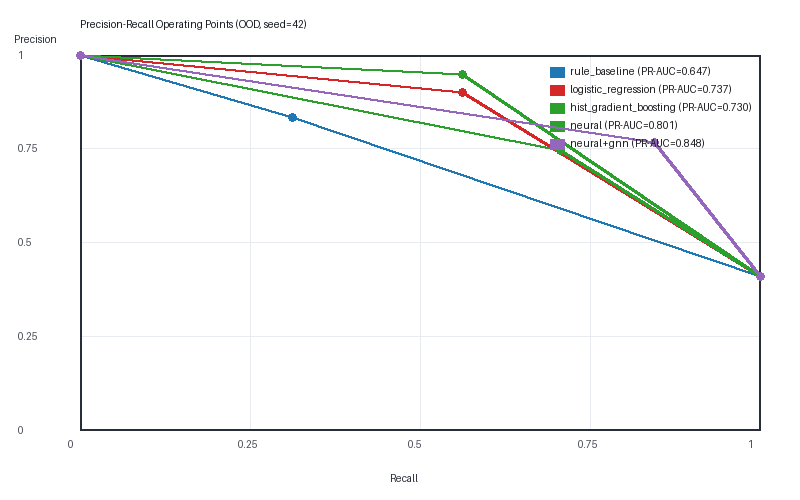 Precision-Recall Operating Points (OOD, seed=42)
Precision
1
rule_baseline (PR-AUC=0.647)
logistic_regression (PR-AUC=0.737)
hist_gradient_boosting (PR-AUC=0.730)
neural (PR-AUC=0.801)
neural+gnn (PR-AUC=0.848)
0.75
0.5
0.25
0
0 0.25 0.5 0.75 1
Recall